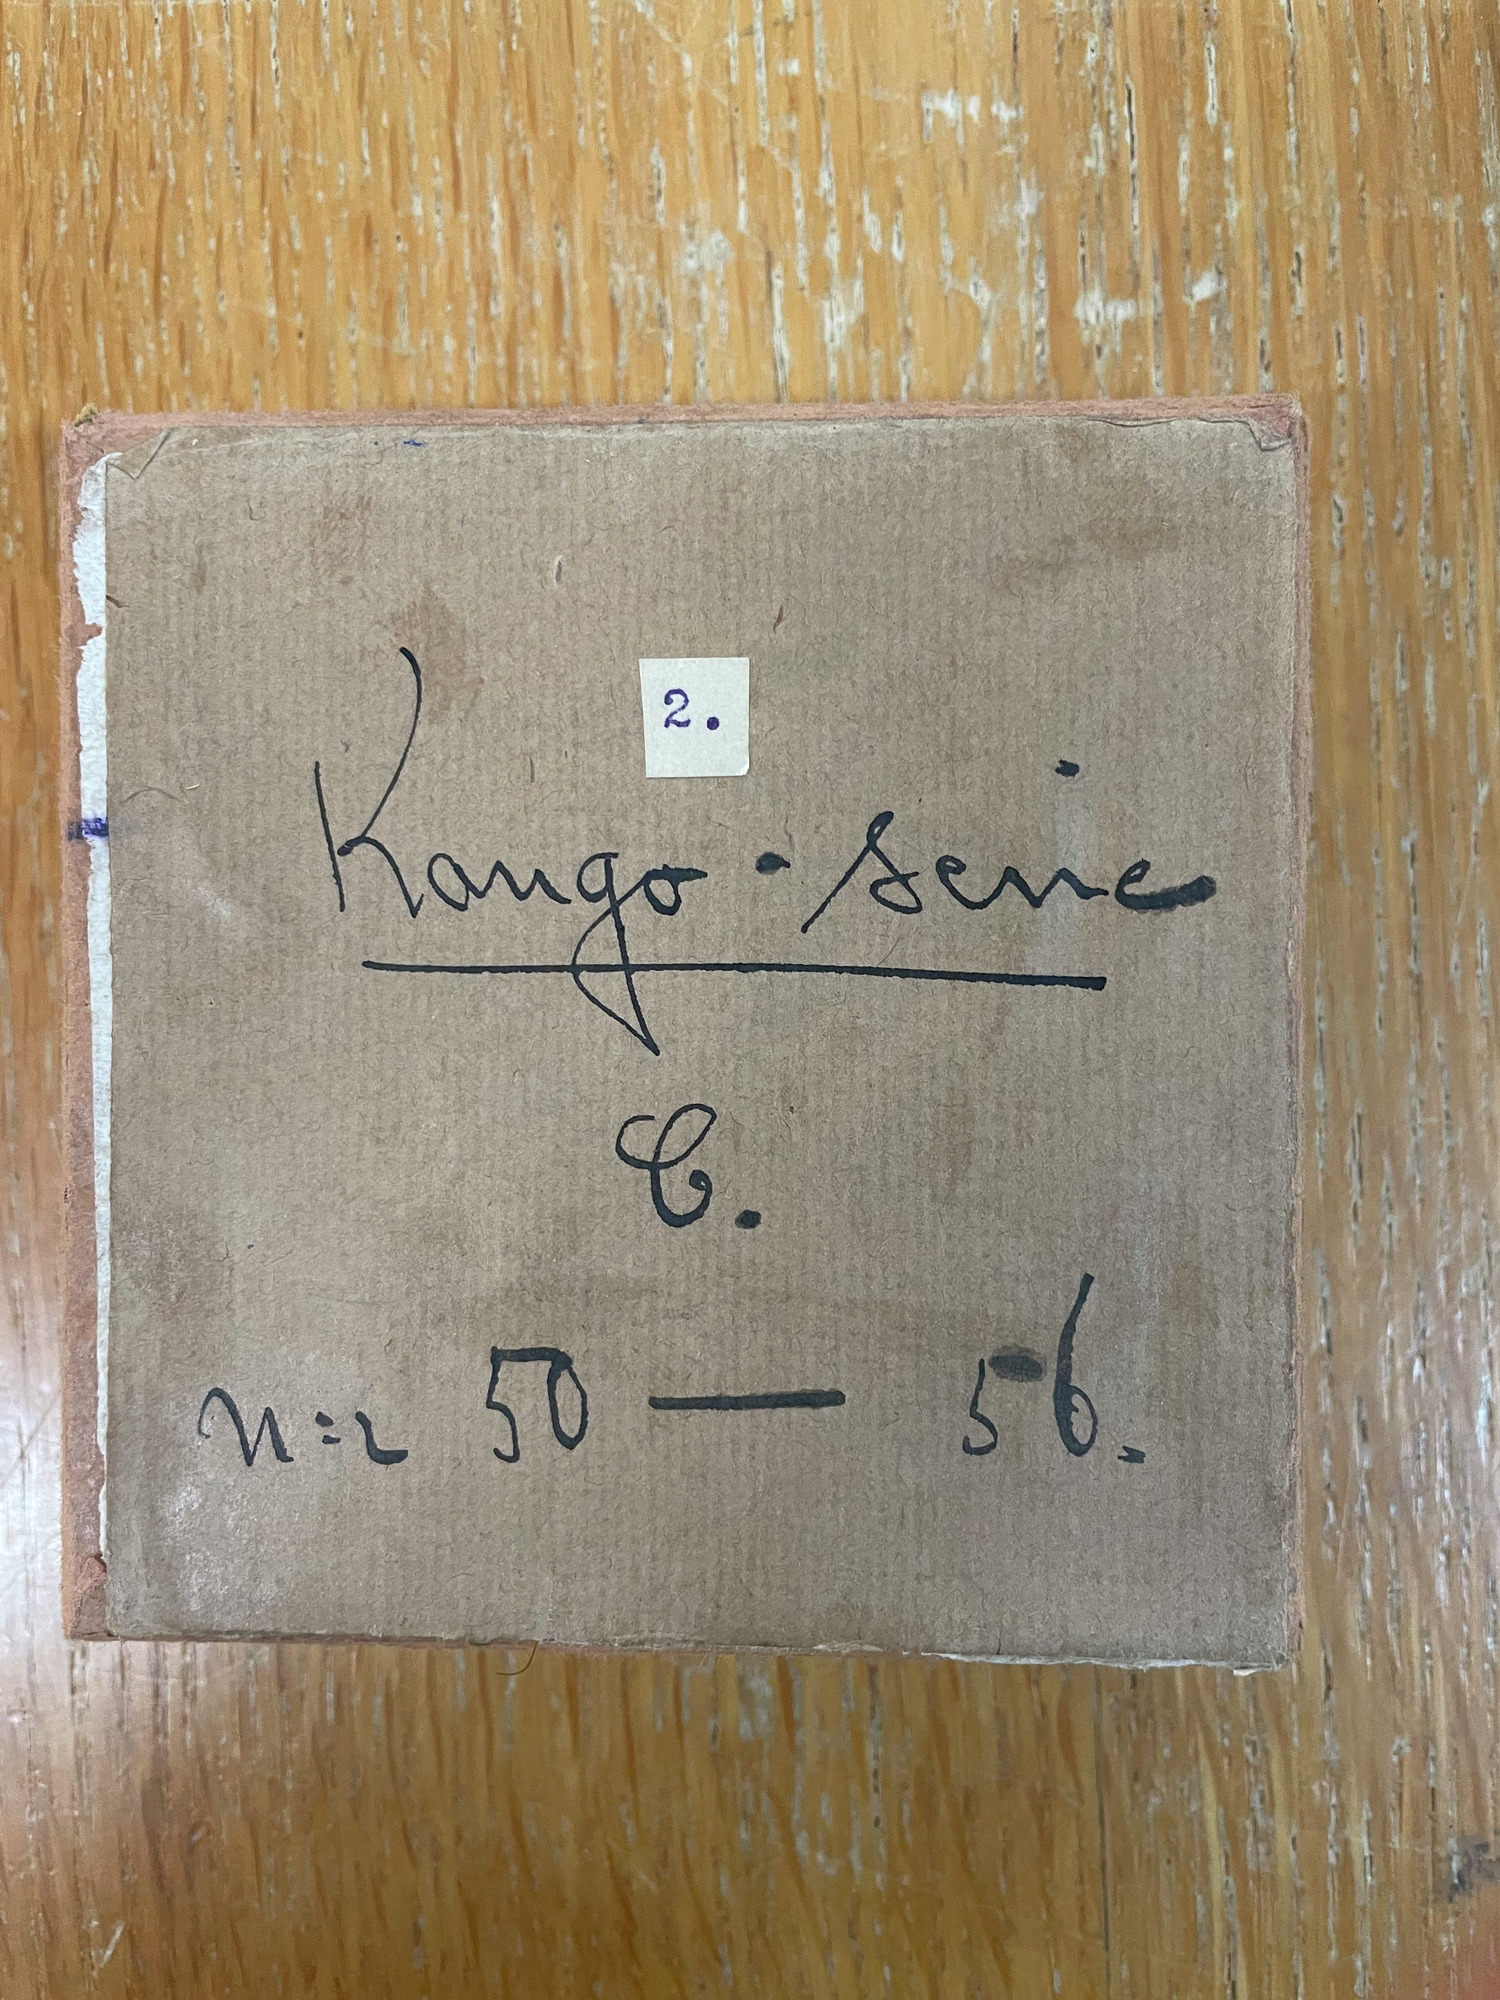 2.
Kongo-serie
C.
n:r 50 — 56.